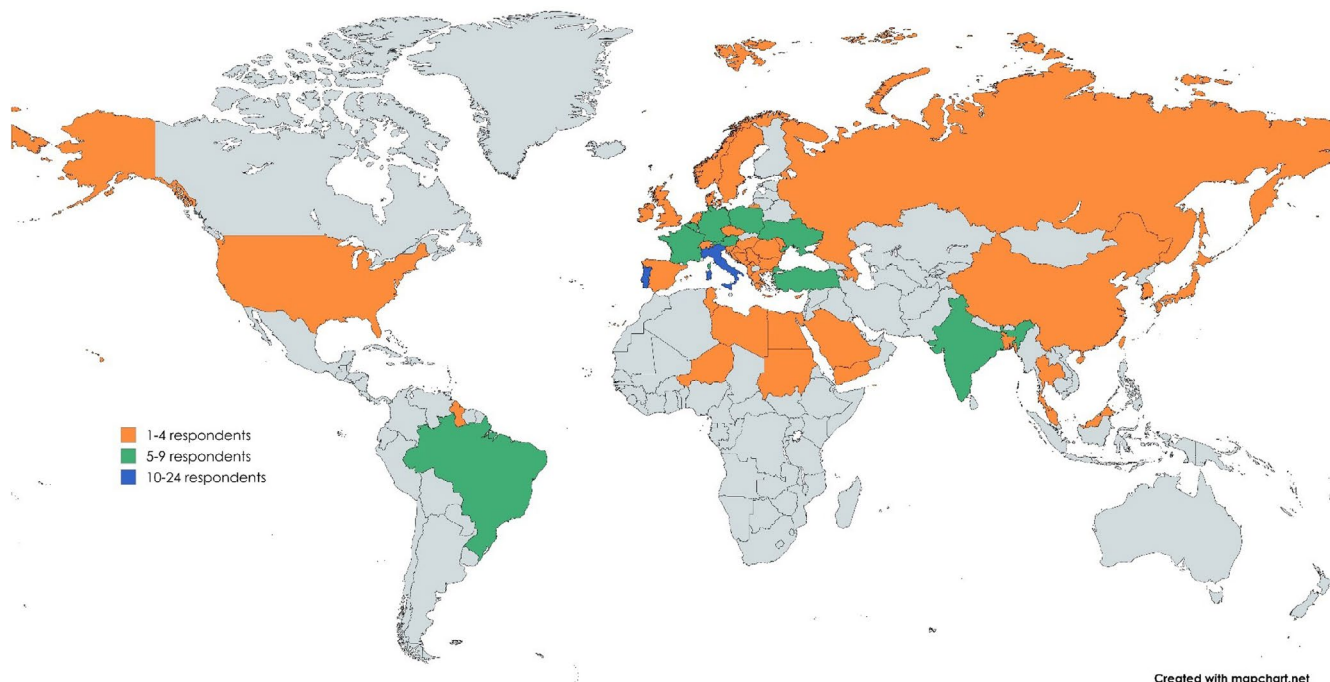 1-4 respondents
5-9 respondents
10-24 respondents
Created with mapchart.net